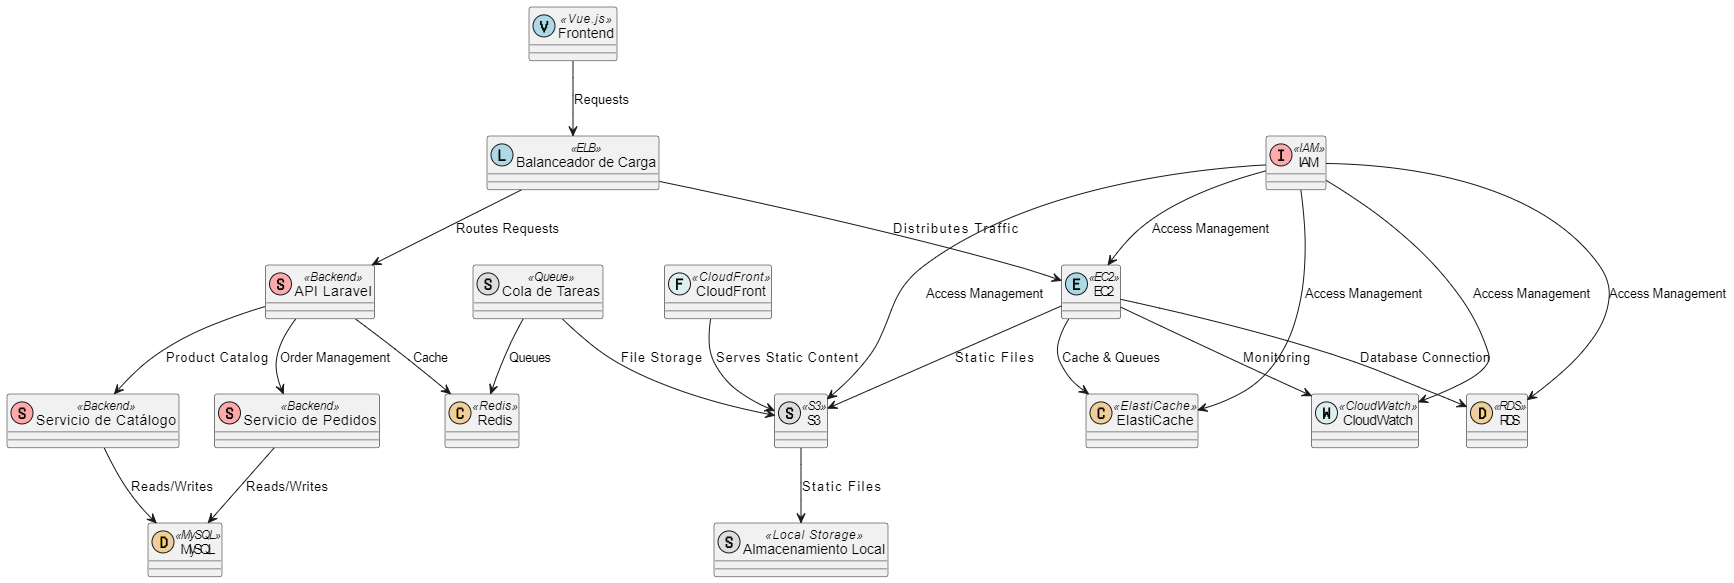 V «Vue.js»
Frontend
Requests
L «ELB»
Balanceador de Carga
I «IAM»
IAM
Routes Requests
Distributes Traffic
Access Management
S «Backend»
API Laravel
S «Queue»
Cola de Tareas
F «CloudFront»
CloudFront
E «EC2»
EC2
Access Management
Access Management
Access Management
Access Management
Product Catalog
Order Management
Cache
Queues
File Storage
Serves Static Content
Static Files
Cache & Queues
Monitoring
Database Connection
S «Backend»
Servicio de Catálogo
S «Backend»
Servicio de Pedidos
C «Redis»
Redis
S «S3»
S3
C «ElastiCache»
ElastiCache
W «CloudWatch»
CloudWatch
D «RDS»
RDS
Reads/Writes
Reads/Writes
Static Files
D «MySQL»
MySQL
S «Local Storage»
Almacenamiento Local